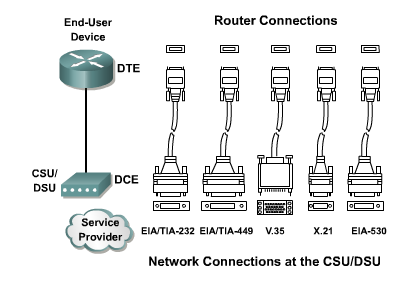 End-User
Device
Router Connections
DTE
CSU/
DSU
DCE
Service
Provider
EIA/TIA-232 EIA/TIA-449 V.35 X.21 EIA-530
Network Connections at the CSU/DSU